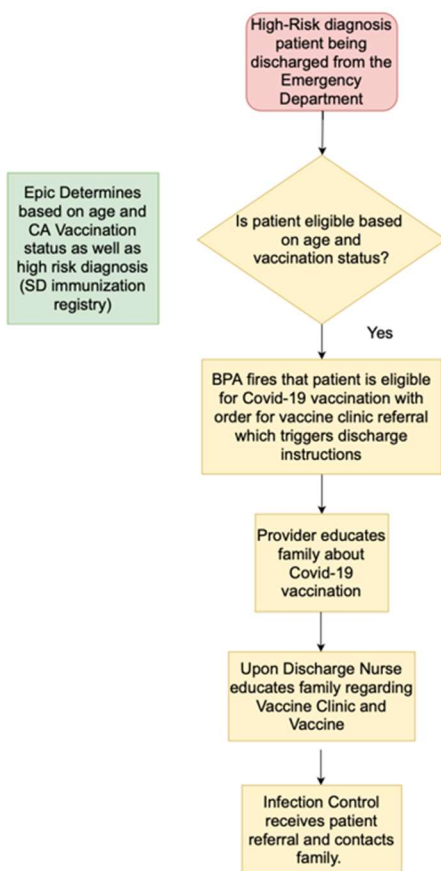 High-Risk diagnosis
patient being
discharged from the
Emergency
Department
Epic Determines
based on age and
CA Vaccination
status as well as
high risk diagnosis
(SD immunization
registry)
Is patient eligible based
on age and
vaccination status?
Yes
BPA fires that patient is eligible
for Covid-19 vaccination with
order for vaccine clinic referral
which triggers discharge
instructions
Provider educates
family about
Covid-19
vaccination
Upon Discharge Nurse
educates family regarding
Vaccine Clinic and
Vaccine
Infection Control
receives patient
referral and contacts
family.